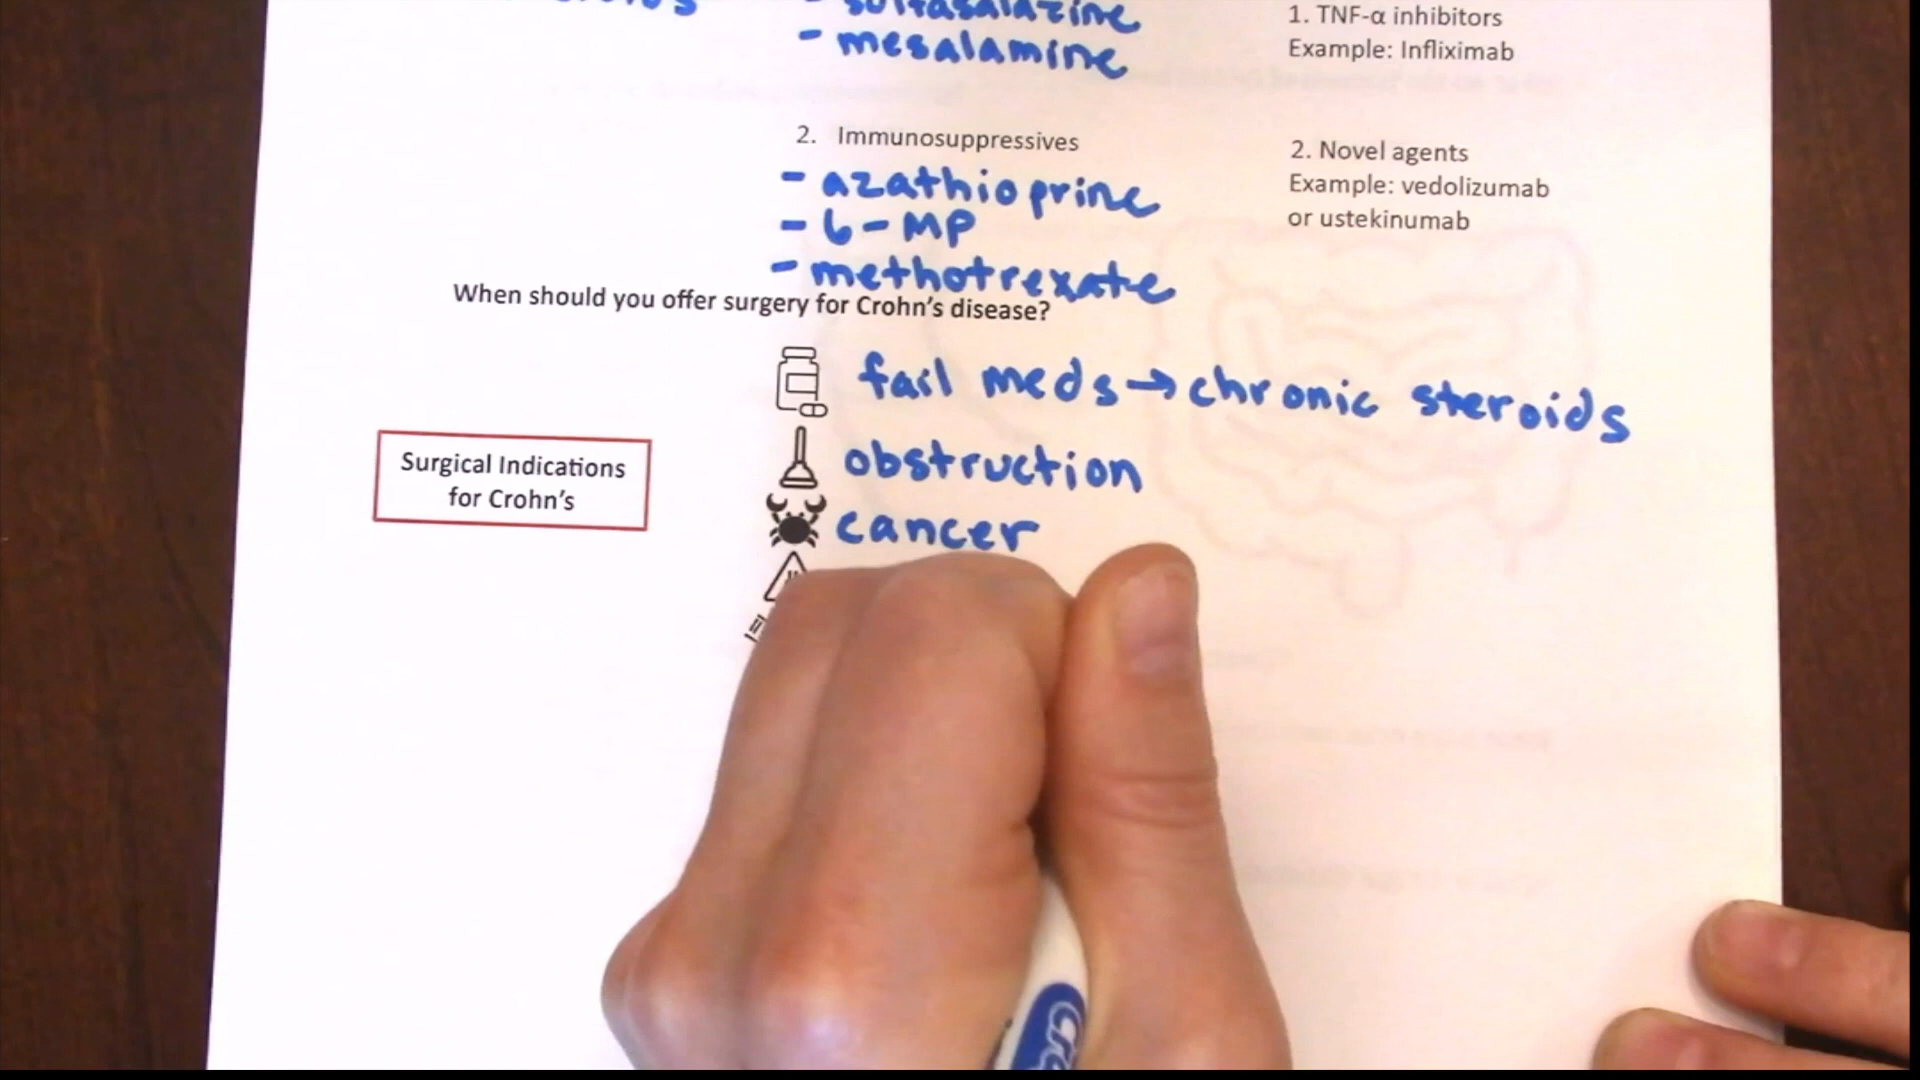 - sulfasalazine
- mesalamine
1. TNF-α inhibitors
Example: Infliximab
2. Immunosuppressives
- azathioprine
- 6-MP
- methotrexate
2. Novel agents
Example: vedolizumab
or ustekinumab
When should you offer surgery for Crohn's disease?
fail meds → chronic steroids
obstruction
cancer
Surgical Indications
for Crohn's